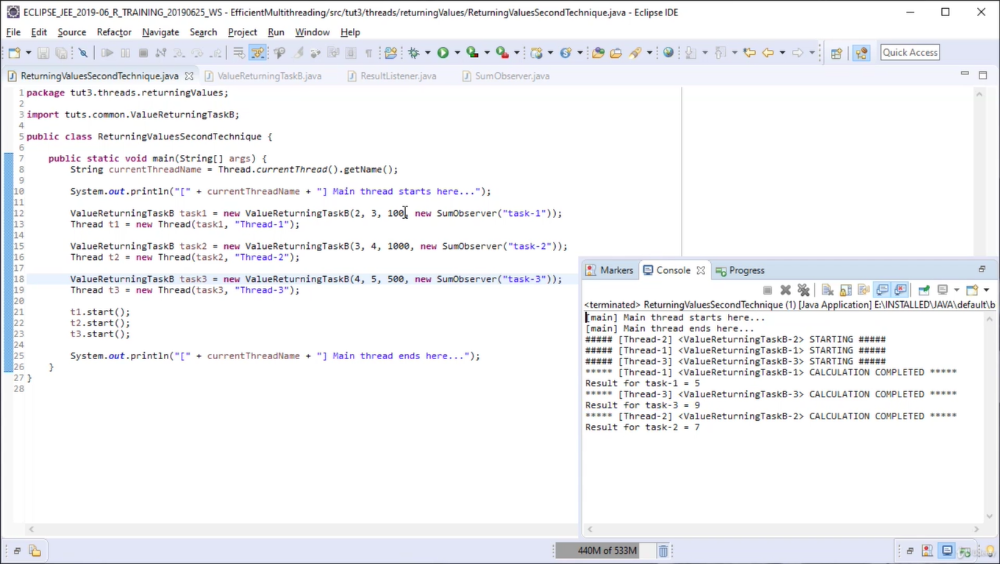 ECLIPSE_JEE_2019-06_R_TRAINING_20190625_WS - EfficientMultithreading/src/tut3/threads/returningValues/ReturningValuesSecondTechnique.java - Eclipse IDE
File Edit Source Refactor Navigate Search Project Run Window Help
Quick Access
ReturningValuesSecondTechnique.java ValueReturningTaskB.java ResultListener.java SumObserver.java
1 package tut3.threads.returningValues;
2
3 import tuts.common.ValueReturningTaskB;
4
5 public class ReturningValuesSecondTechnique {
6
7 public static void main(String[] args) {
8 String currentThreadName = Thread.currentThread().getName();
9
10 System.out.println("[" + currentThreadName + "] Main thread starts here...");
11
12 ValueReturningTaskB task1 = new ValueReturningTaskB(2, 3, 100, new SumObserver("task-1"));
13 Thread t1 = new Thread(task1, "Thread-1");
14
15 ValueReturningTaskB task2 = new ValueReturningTaskB(3, 4, 1000, new SumObserver("task-2"));
16 Thread t2 = new Thread(task2, "Thread-2");
17
18 ValueReturningTaskB task3 = new ValueReturningTaskB(4, 5, 500, new SumObserver("task-3"));
19 Thread t3 = new Thread(task3, "Thread-3");
20
21 t1.start();
22 t2.start();
23 t3.start();
24
25 System.out.println("[" + currentThreadName + "] Main thread ends here...");
26 }
27 }
28
Markers Console Progress
<terminated> ReturningValuesSecondTechnique (1) [Java Application] E:\INSTALLED\JAVA\default\b
[main] Main thread starts here...
[main] Main thread ends here...
##### [Thread-2] <ValueReturningTaskB-2> STARTING #####
##### [Thread-1] <ValueReturningTaskB-1> STARTING #####
##### [Thread-3] <ValueReturningTaskB-3> STARTING #####
***** [Thread-1] <ValueReturningTaskB-1> CALCULATION COMPLETED *****
Result for task-1 = 5
***** [Thread-3] <ValueReturningTaskB-3> CALCULATION COMPLETED *****
Result for task-3 = 9
***** [Thread-2] <ValueReturningTaskB-2> CALCULATION COMPLETED *****
Result for task-2 = 7
440M of 533M